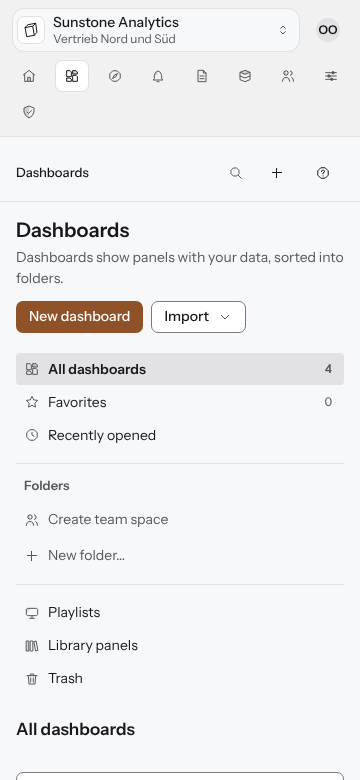 Sunstone Analytics
Vertrieb Nord und Süd
OO
Dashboards
Dashboards
Dashboards show panels with your data, sorted into
folders.
New dashboard
Import
All dashboards
4
Favorites
0
Recently opened
Folders
Create team space
New folder...
Playlists
Library panels
Trash
All dashboards